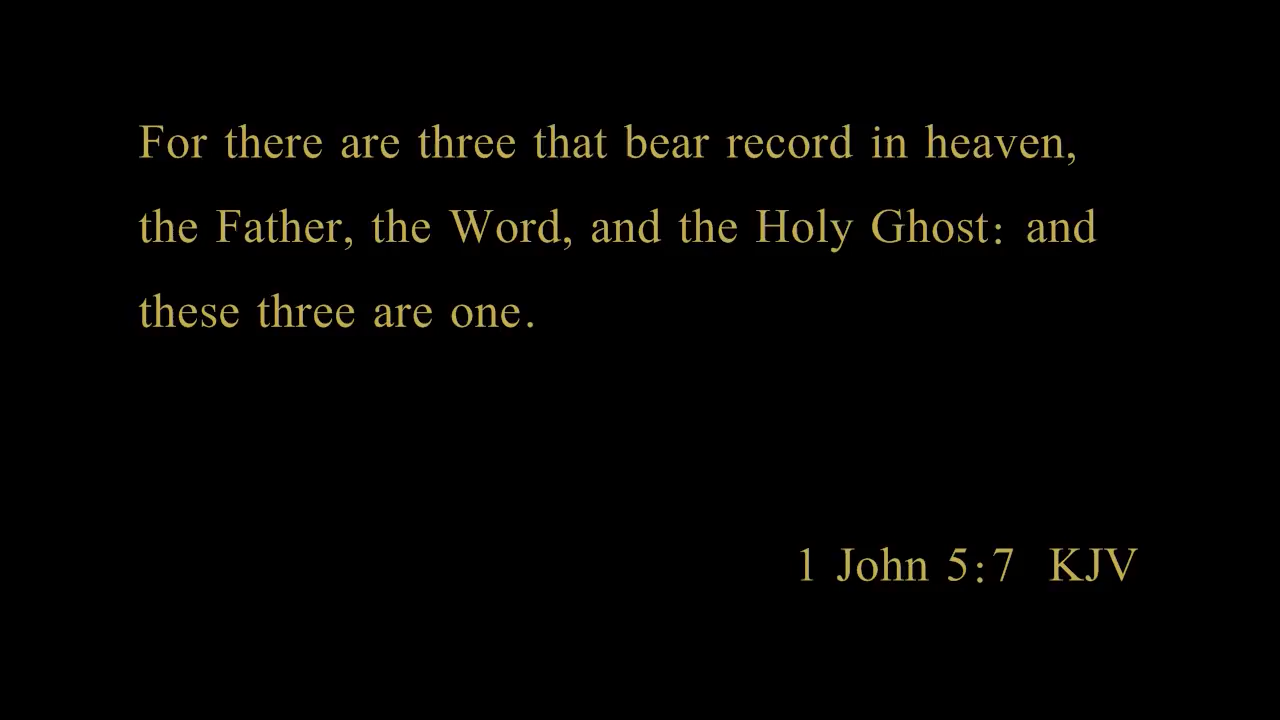 For there are three that bear record in heaven,
the Father, the Word, and the Holy Ghost: and
these three are one.
1 John 5:7 KJV